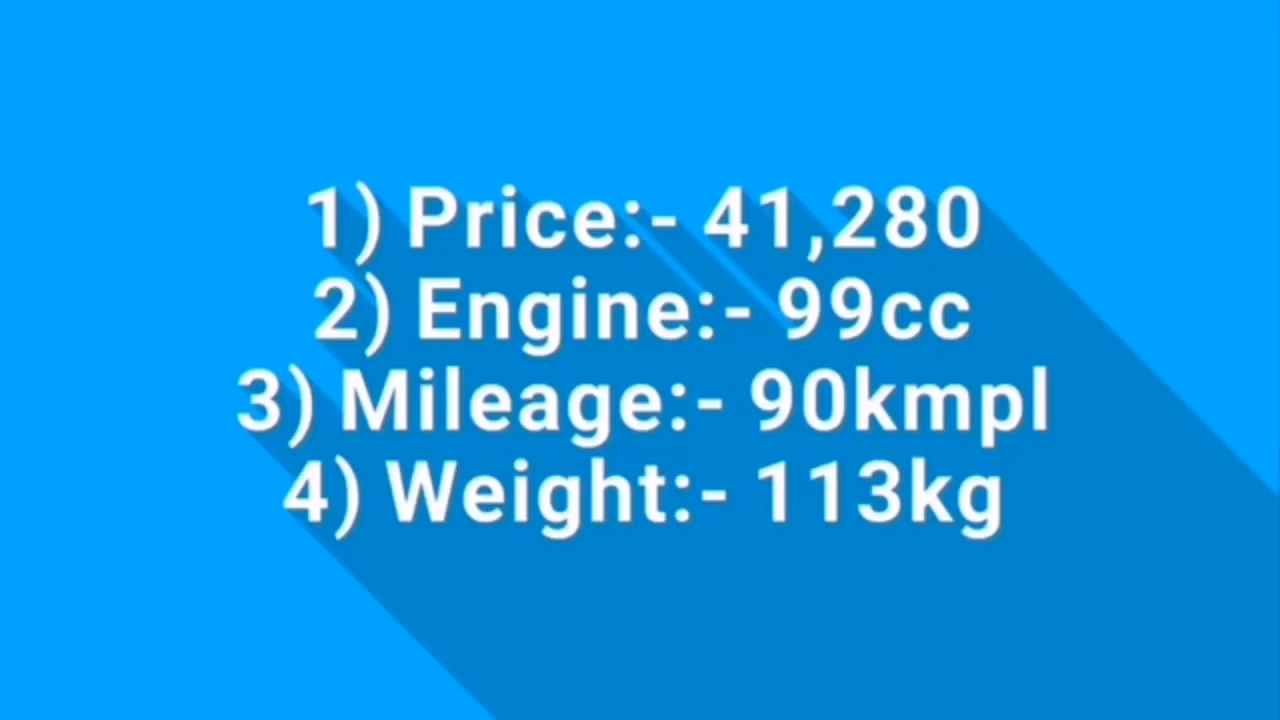 1) Price:- 41,280
2) Engine:- 99cc
3) Mileage:- 90kmpl
4) Weight:- 113kg